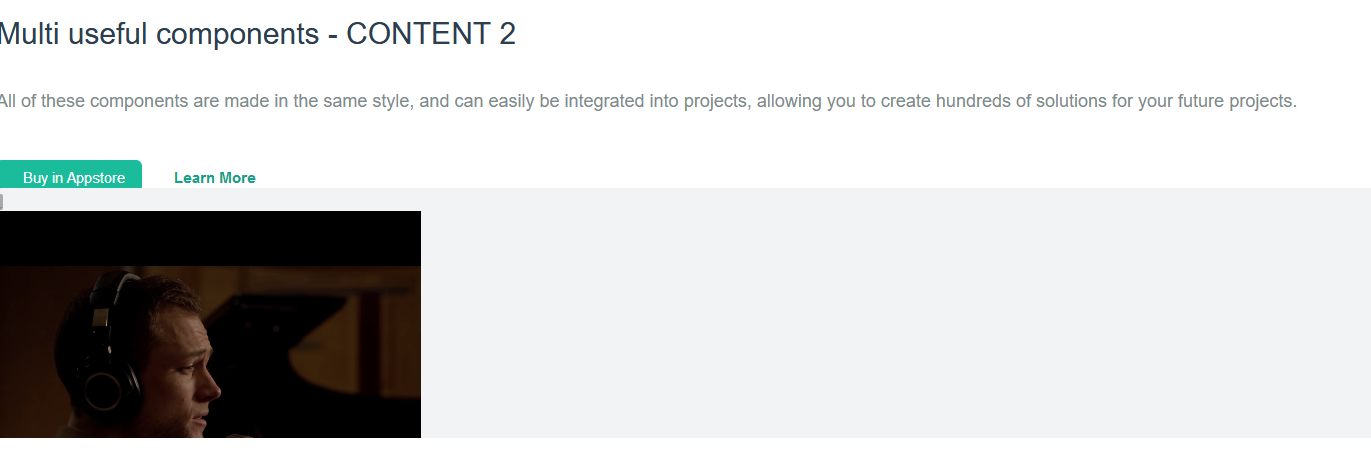 Multi useful components - CONTENT 2
All of these components are made in the same style, and can easily be integrated into projects, allowing you to create hundreds of solutions for your future projects.
Buy in Appstore
Learn More